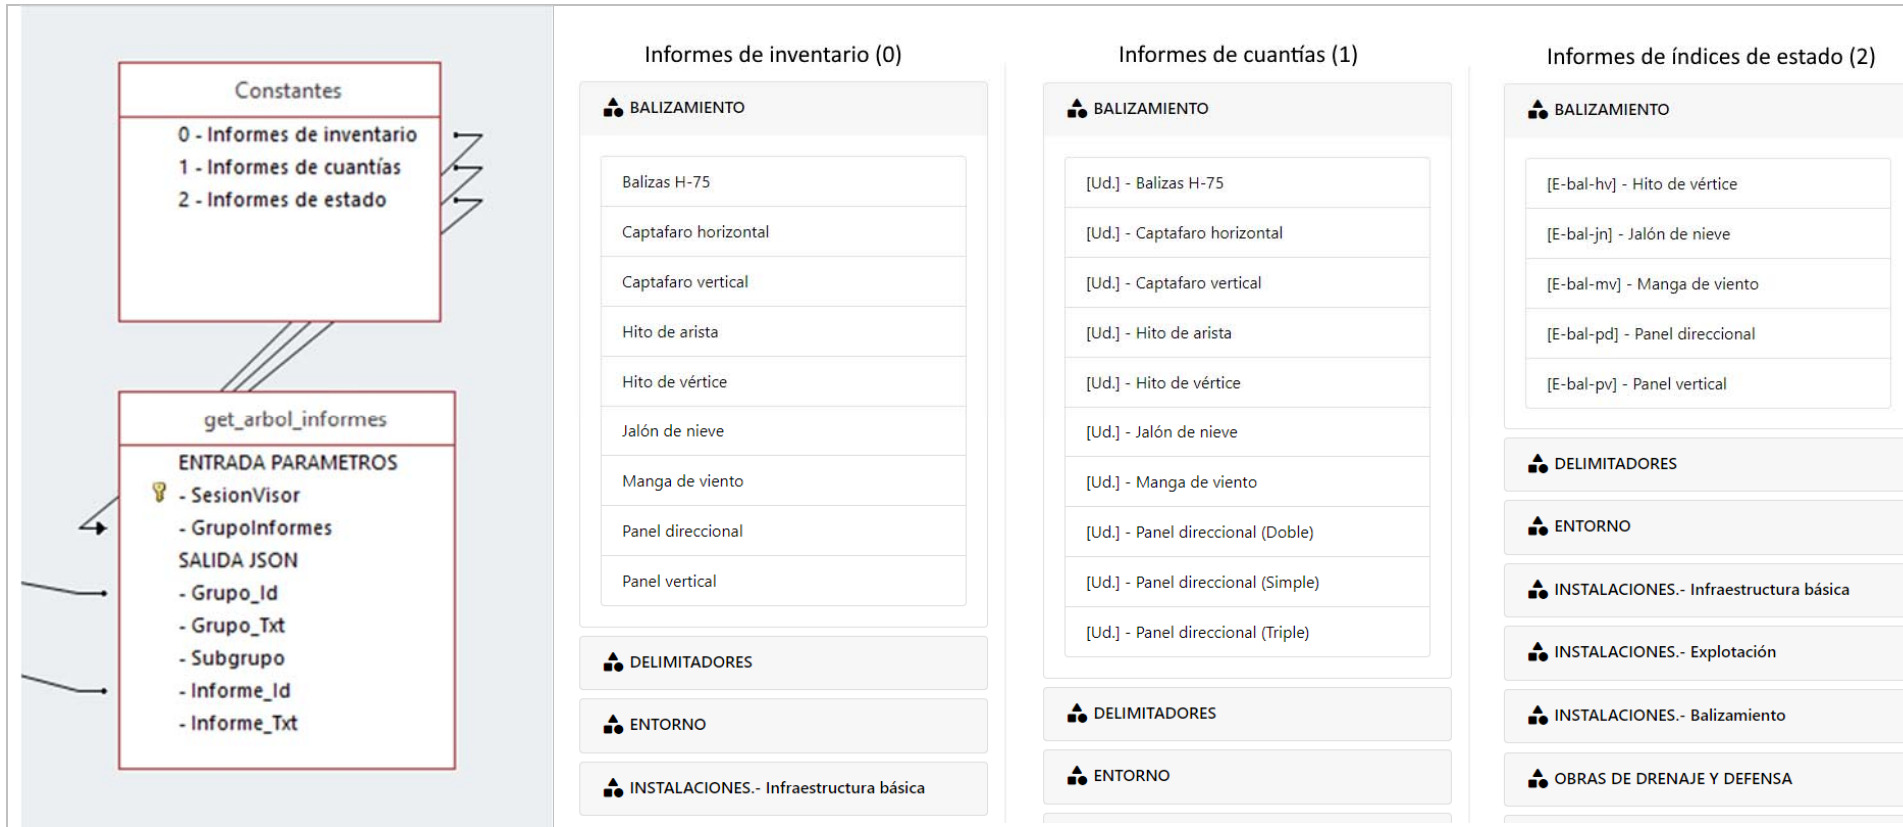 Constantes
0 - Informes de inventario
1 - Informes de cuantías
2 - Informes de estado
get_arbol_informes
ENTRADA PARAMETROS
- SesionVisor
- GrupoInformes
SALIDA JSON
- Grupo_Id
- Grupo_Txt
- Subgrupo
- Informe_Id
- Informe_Txt
Informes de inventario (0)
BALIZAMIENTO
Balizas H-75
Captafaro horizontal
Captafaro vertical
Hito de arista
Hito de vértice
Jalón de nieve
Manga de viento
Panel direccional
Panel vertical
DELIMITADORES
ENTORNO
INSTALACIONES.- Infraestructura básica
Informes de cuantías (1)
BALIZAMIENTO
[Ud.] - Balizas H-75
[Ud.] - Captafaro horizontal
[Ud.] - Captafaro vertical
[Ud.] - Hito de arista
[Ud.] - Hito de vértice
[Ud.] - Jalón de nieve
[Ud.] - Manga de viento
[Ud.] - Panel direccional (Doble)
[Ud.] - Panel direccional (Simple)
[Ud.] - Panel direccional (Triple)
DELIMITADORES
ENTORNO
Informes de índices de estado (2)
BALIZAMIENTO
[E-bal-hv] - Hito de vértice
[E-bal-jn] - Jalón de nieve
[E-bal-mv] - Manga de viento
[E-bal-pd] - Panel direccional
[E-bal-pv] - Panel vertical
DELIMITADORES
ENTORNO
INSTALACIONES.- Infraestructura básica
INSTALACIONES.- Explotación
INSTALACIONES.- Balizamiento
OBRAS DE DRENAJE Y DEFENSA